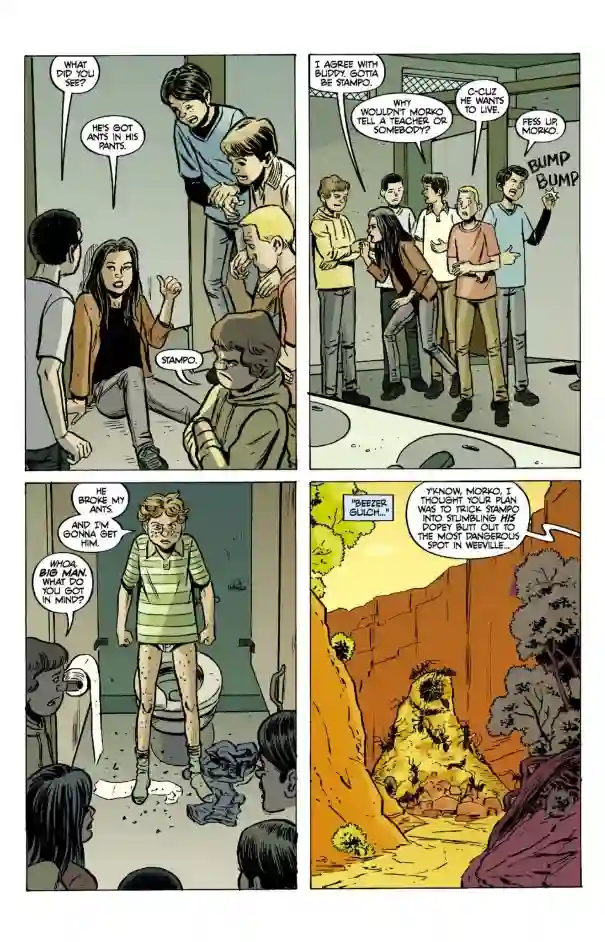 WHAT
DID YOU
SEE?
HE'S GOT
ANTS IN HIS
PANTS.
STAMPO.
I AGREE WITH
BUDDY. GOTTA
BE STAMPO.
WHY
WOULDN'T MORKO
TELL A TEACHER OR
SOMEBODY?
C-CUZ
HE WANTS
TO LIVE.
FESS UP,
MORKO.
BUMP
BUMP
HE
BROKE MY
ANTS.
AND I'M
GONNA GET
HIM.
WHOA,
BIG MAN.
WHAT DO
YOU GOT
IN MIND?
"BEEZER
GULCH..."
Y'KNOW, MORKO, I
THOUGHT YOUR PLAN
WAS TO TRICK STAMPO
INTO STUMBLING HIS
DOPEY BUTT OUT TO
THE MOST DANGEROUS
SPOT IN WEEVILLE...